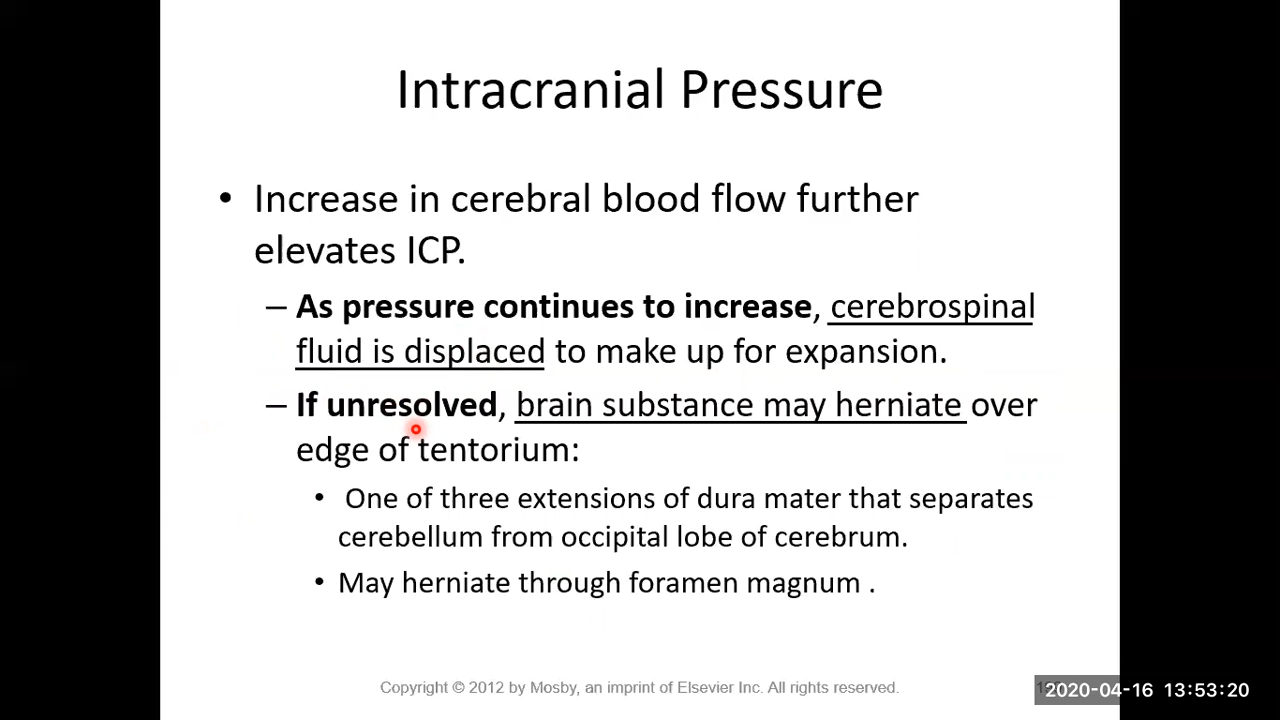 Intracranial Pressure
• Increase in cerebral blood flow further
elevates ICP.
– As pressure continues to increase, cerebrospinal
fluid is displaced to make up for expansion.
– If unresolved, brain substance may herniate over
edge of tentorium:
• One of three extensions of dura mater that separates
cerebellum from occipital lobe of cerebrum.
• May herniate through foramen magnum .
Copyright © 2012 by Mosby, an imprint of Elsevier Inc. All rights reserved.
2020-04-16 13:53:20